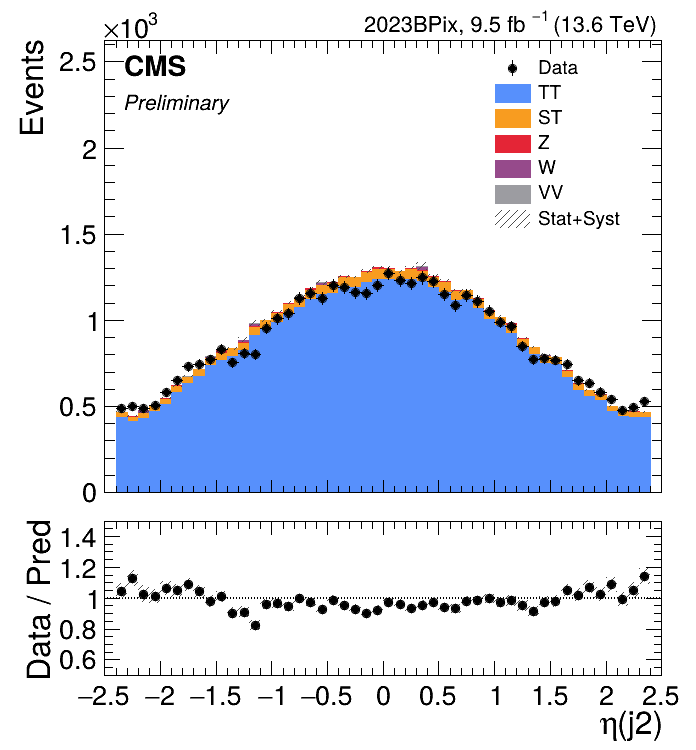 ×10³
2023BPix, 9.5 fb ⁻¹ (13.6 TeV)
Events
CMS
Preliminary
Data
TT
ST
Z
W
VV
Stat+Syst
2.5
2
1.5
1
0.5
0
Data / Pred
1.4
1.2
1
0.8
0.6
−2.5 −2 −1.5 −1 −0.5 0 0.5 1 1.5 2 2.5
η(j2)